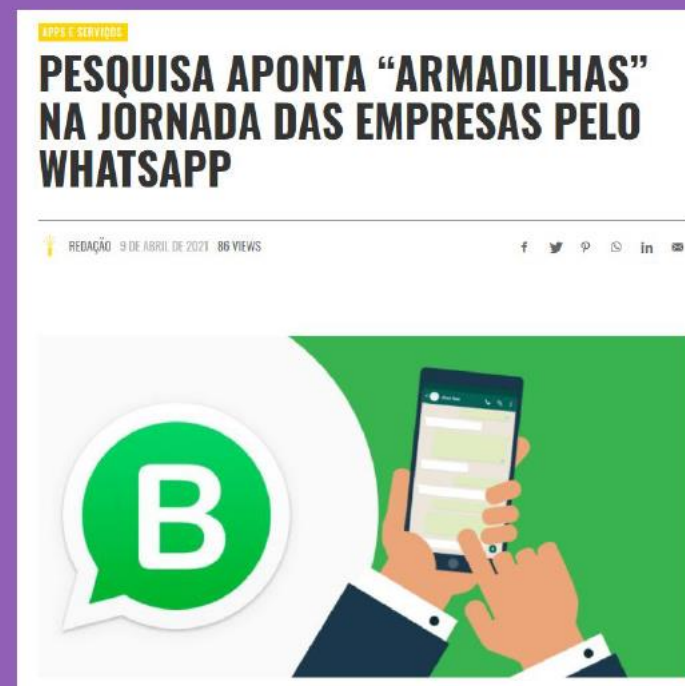 APPS E SERVIÇOS
PESQUISA APONTA “ARMADILHAS”
NA JORNADA DAS EMPRESAS PELO
WHATSAPP
REDAÇÃO 9 DE ABRIL DE 2021 86 VIEWS
B